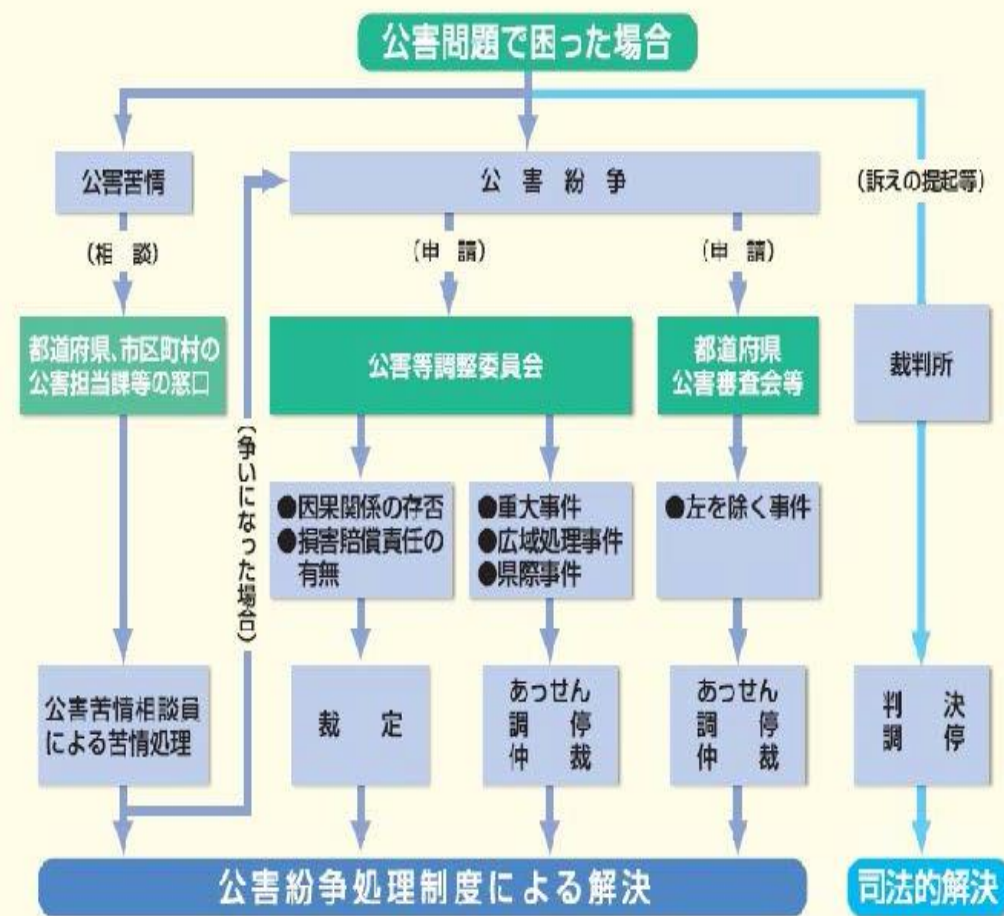 公害問題で困った場合
公害苦情
公害紛争
(訴えの提起等)
(相談)
(申請)
(申請)
都道府県、市区町村の
公害担当課等の窓口
公害等調整委員会
都道府県
公害審査会等
裁判所
(争いになった場合)
●因果関係の存否
●損害賠償責任の
有無
●重大事件
●広域処理事件
●県際事件
●左を除く事件
公害苦情相談員
による苦情処理
裁定
あっせん
調停
仲裁
あっせん
調停
仲裁
判決
調停
公害紛争処理制度による解決
司法的解決